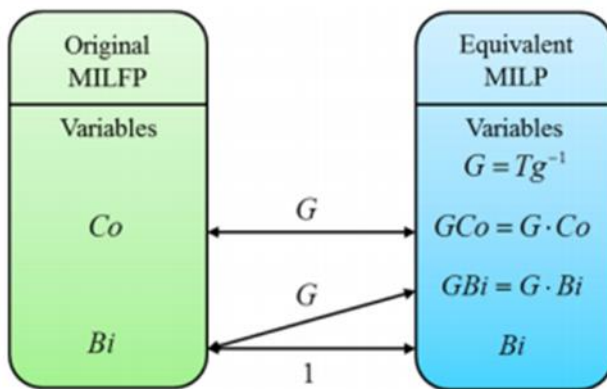 Original
MILFP
Variables
Co
Bi
G
G
1
Equivalent
MILP
Variables
G = Tg⁻¹
GCo = G · Co
GBi = G · Bi
Bi